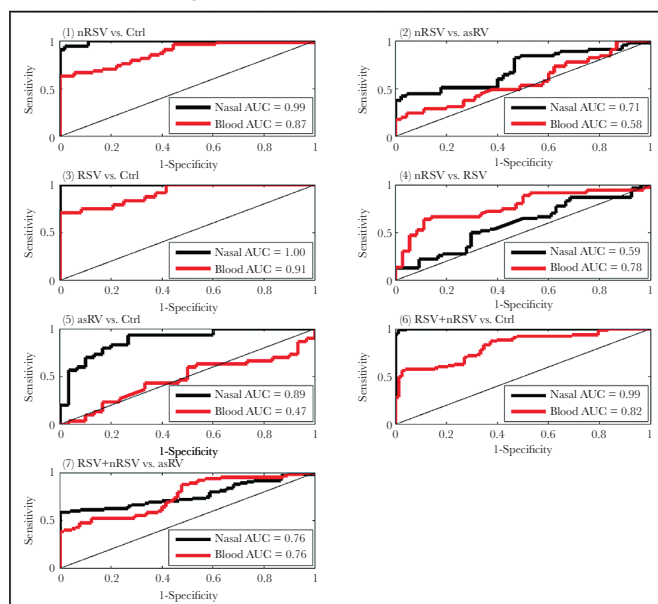 (1) nRSV vs. Ctrl
1
Sensitivity
0.5
Nasal AUC = 0.99
Blood AUC = 0.87
0 0.2 0.4 0.6 0.8 1
1-Specificity
(2) nRSV vs. asRV
1
Sensitivity
0.5
Nasal AUC = 0.71
Blood AUC = 0.58
0
0 0.2 0.4 0.6 0.8 1
1-Specificity
(3) RSV vs. Ctrl
1
Sensitivity
0.5
Nasal AUC = 1.00
Blood AUC = 0.91
0 0.2 0.4 0.6 0.8 1
1-Specificity
(4) nRSV vs. RSV
1
Sensitivity
0.5
Nasal AUC = 0.59
Blood AUC = 0.78
0
0 0.2 0.4 0.6 0.8 1
1-Specificity
(5) asRV vs. Ctrl
1
Sensitivity
0.5
Nasal AUC = 0.89
Blood AUC = 0.47
0 0.2 0.4 0.6 0.8 1
1-Specificity
(6) RSV+nRSV vs. Ctrl
1
Sensitivity
0.5
Nasal AUC = 0.99
Blood AUC = 0.82
0
0 0.2 0.4 0.6 0.8 1
1-Specificity
(7) RSV+nRSV vs. asRV
1
Sensitivity
0.5
Nasal AUC = 0.76
Blood AUC = 0.76
0 0.2 0.4 0.6 0.8 1
1-Specificity